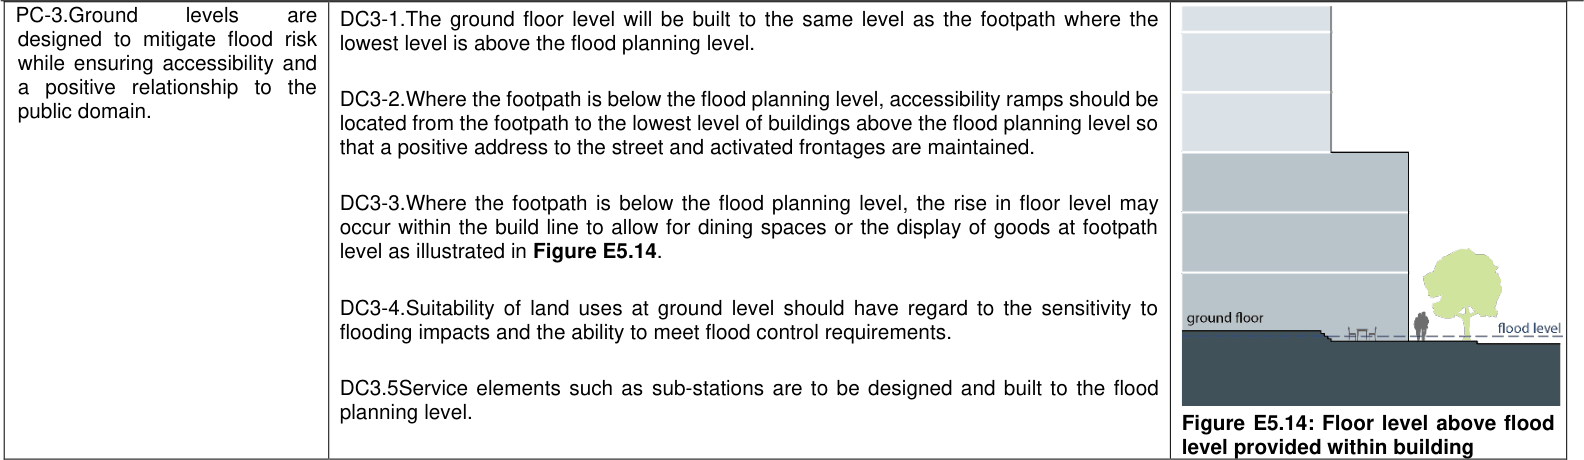 PC-3.Ground levels are
designed to mitigate flood risk
while ensuring accessibility and
a positive relationship to the
public domain.
DC3-1.The ground floor level will be built to the same level as the footpath where the
lowest level is above the flood planning level.
DC3-2.Where the footpath is below the flood planning level, accessibility ramps should be
located from the footpath to the lowest level of buildings above the flood planning level so
that a positive address to the street and activated frontages are maintained.
DC3-3.Where the footpath is below the flood planning level, the rise in floor level may
occur within the build line to allow for dining spaces or the display of goods at footpath
level as illustrated in Figure E5.14.
DC3-4.Suitability of land uses at ground level should have regard to the sensitivity to
flooding impacts and the ability to meet flood control requirements.
DC3.5Service elements such as sub-stations are to be designed and built to the flood
planning level.
ground floor
flood level
Figure E5.14: Floor level above flood
level provided within building